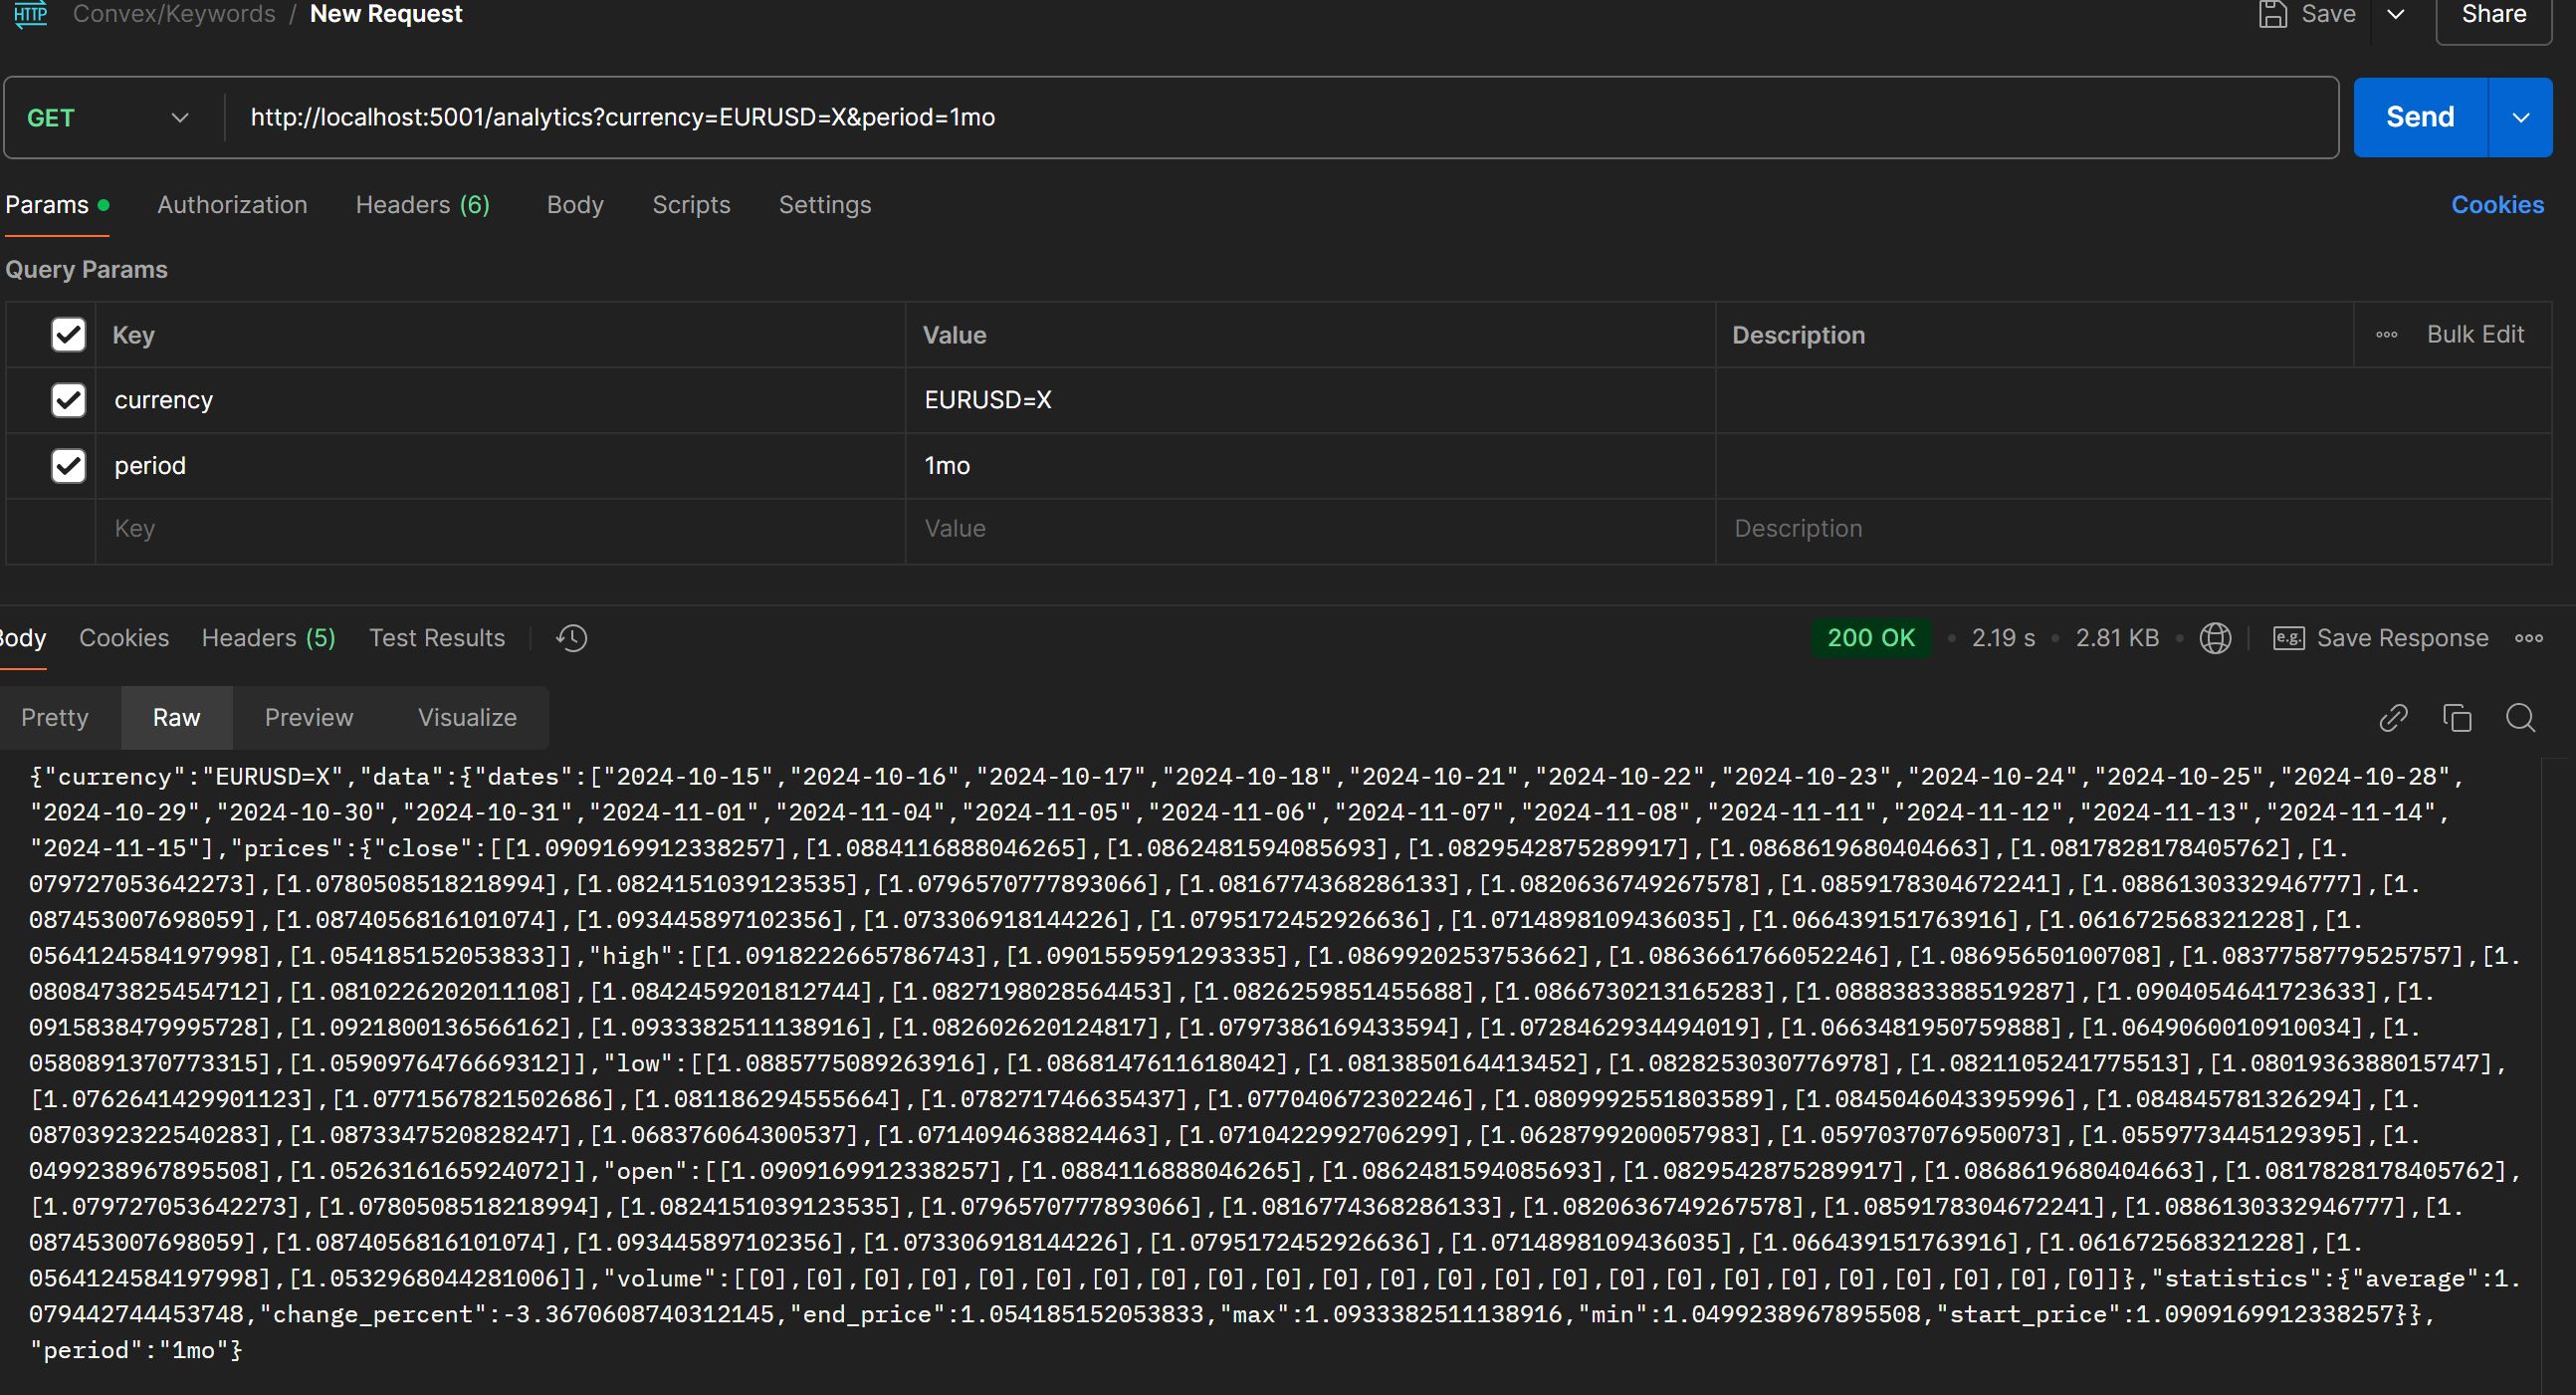 HTTP Convex/Keywords / New Request Save Share
GET http://localhost:5001/analytics?currency=EURUSD=X&period=1mo Send
Params Authorization Headers (6) Body Scripts Settings Cookies
Query Params
Key Value Description Bulk Edit
currency EURUSD=X
period 1mo
Key Value Description
Body Cookies Headers (5) Test Results 200 OK 2.19 s 2.81 KB e.g. Save Response
Pretty Raw Preview Visualize
{"currency":"EURUSD=X","data":{"dates":["2024-10-15","2024-10-16","2024-10-17","2024-10-18","2024-10-21","2024-10-22","2024-10-23","2024-10-24","2024-10-25","2024-10-28",
"2024-10-29","2024-10-30","2024-10-31","2024-11-01","2024-11-04","2024-11-05","2024-11-06","2024-11-07","2024-11-08","2024-11-11","2024-11-12","2024-11-13","2024-11-14",
"2024-11-15"],"prices":{"close":[[1.0909169912338257],[1.0884116888046265],[1.0862481594085693],[1.0829542875289917],[1.0868619680404663],[1.0817828178405762],[1.
079727053642273],[1.0780508518218994],[1.0824151039123535],[1.0796570777893066],[1.0816774368286133],[1.0820636749267578],[1.0859178304672241],[1.0886130332946777],[1.
087453007698059],[1.0874056816101074],[1.093445897102356],[1.073306918144226],[1.0795172452926636],[1.0714898109436035],[1.066439151763916],[1.061672568321228],[1.
0564124584197998],[1.054185152053833]],"high":[[1.0918222665786743],[1.0901559591293335],[1.0869920253753662],[1.0863661766052246],[1.08695650100708],[1.0837758779525757],[1.
0808473825454712],[1.0810226202011108],[1.0842459201812744],[1.0827198028564453],[1.0826259851455688],[1.0866730213165283],[1.0888383388519287],[1.0904054641723633],[1.
0915838479995728],[1.0921800136566162],[1.0933382511138916],[1.082602620124817],[1.0797386169433594],[1.0728462934494019],[1.0663481950759888],[1.0649060010910034],[1.
0580891370773315],[1.0590976476669312]],"low":[[1.0885775089263916],[1.0868147611618042],[1.0813850164413452],[1.0828253030776978],[1.0821105241775513],[1.0801936388015747],
[1.0762641429901123],[1.0771567821502686],[1.081186294555664],[1.078271746635437],[1.077040672302246],[1.0809992551803589],[1.0845046043395996],[1.084845781326294],[1.
0870392322540283],[1.0873347520828247],[1.068376064300537],[1.0714094638824463],[1.0710422992706299],[1.0628799200057983],[1.0597037076950073],[1.0559773445129395],[1.
0499238967895508],[1.0526316165924072]],"open":[[1.0909169912338257],[1.0884116888046265],[1.0862481594085693],[1.0829542875289917],[1.0868619680404663],[1.0817828178405762],
[1.079727053642273],[1.0780508518218994],[1.0824151039123535],[1.0796570777893066],[1.0816774368286133],[1.0820636749267578],[1.0859178304672241],[1.0886130332946777],[1.
087453007698059],[1.0874056816101074],[1.093445897102356],[1.073306918144226],[1.0795172452926636],[1.0714898109436035],[1.066439151763916],[1.061672568321228],[1.
0564124584197998],[1.0532968044281006]],"volume":[[0],[0],[0],[0],[0],[0],[0],[0],[0],[0],[0],[0],[0],[0],[0],[0],[0],[0],[0],[0],[0],[0],[0],[0]]},"statistics":{"average":1.
079442744453748,"change_percent":-3.3670608740312145,"end_price":1.054185152053833,"max":1.0933382511138916,"min":1.0499238967895508,"start_price":1.0909169912338257}},
"period":"1mo"}